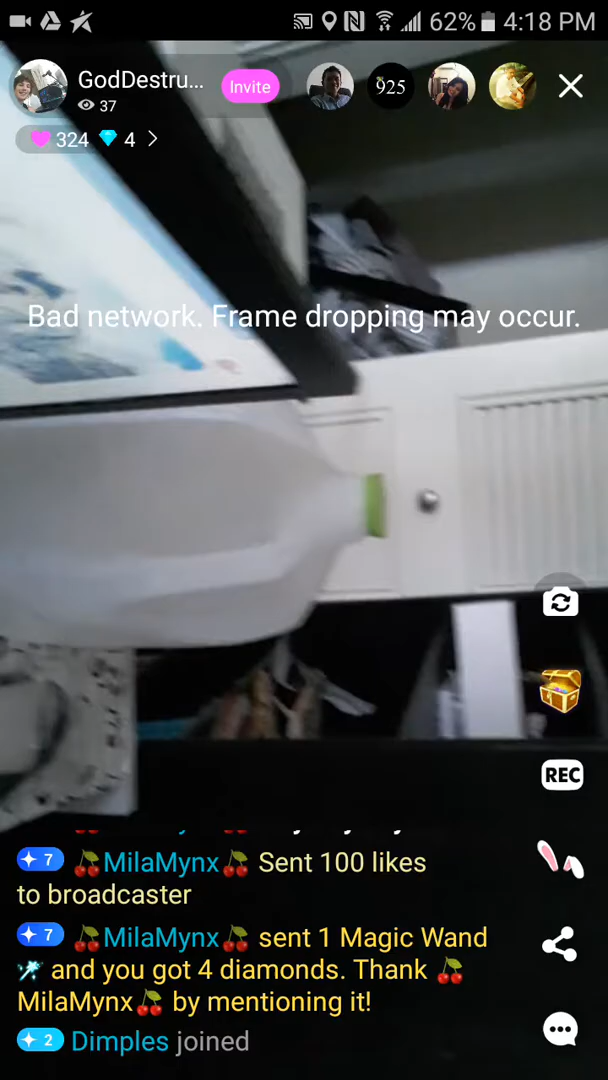 62% 4:18 PM
GodDestru...
37
Invite
925
324 4
Bad network. Frame dropping may occur.
REC
7 🍒MilaMynx🍒 Sent 100 likes
to broadcaster
7 🍒MilaMynx🍒 sent 1 Magic Wand
and you got 4 diamonds. Thank 🍒
MilaMynx🍒 by mentioning it!
2 Dimples joined